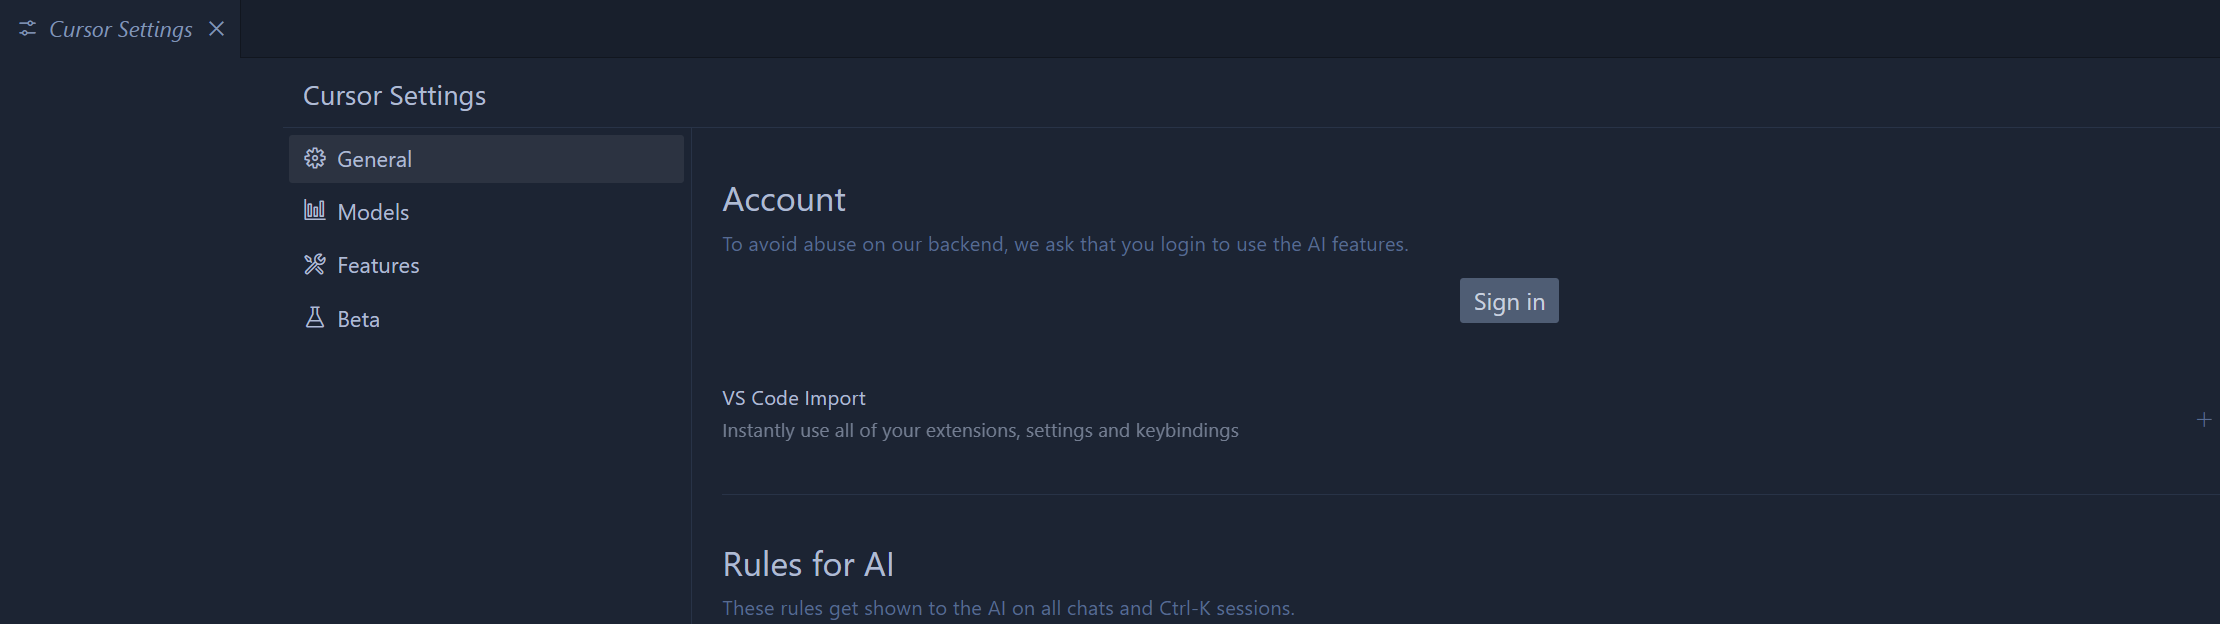 Cursor Settings
Cursor Settings
General
Models
Features
Beta
Account
To avoid abuse on our backend, we ask that you login to use the AI features.
Sign in
VS Code Import
Instantly use all of your extensions, settings and keybindings
Rules for AI
These rules get shown to the AI on all chats and Ctrl-K sessions.